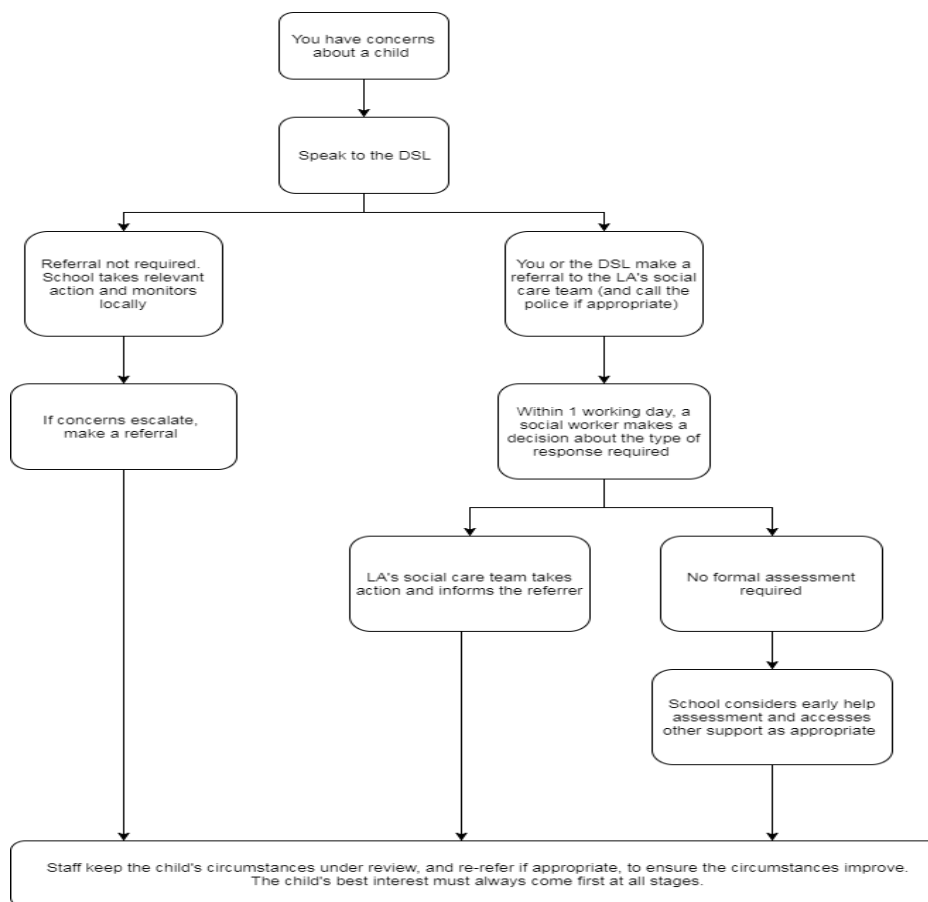 You have concerns
about a child
Speak to the DSL
Referral not required.
School takes relevant
action and monitors
locally
You or the DSL make a
referral to the LA's social
care team (and call the
police if appropriate)
If concerns escalate,
make a referral
Within 1 working day, a
social worker makes a
decision about the type of
response required
LA's social care team takes
action and informs the referrer
No formal assessment
required
School considers early help
assessment and accesses
other support as appropriate
Staff keep the child's circumstances under review, and re-refer if appropriate, to ensure the circumstances improve.
The child's best interest must always come first at all stages.